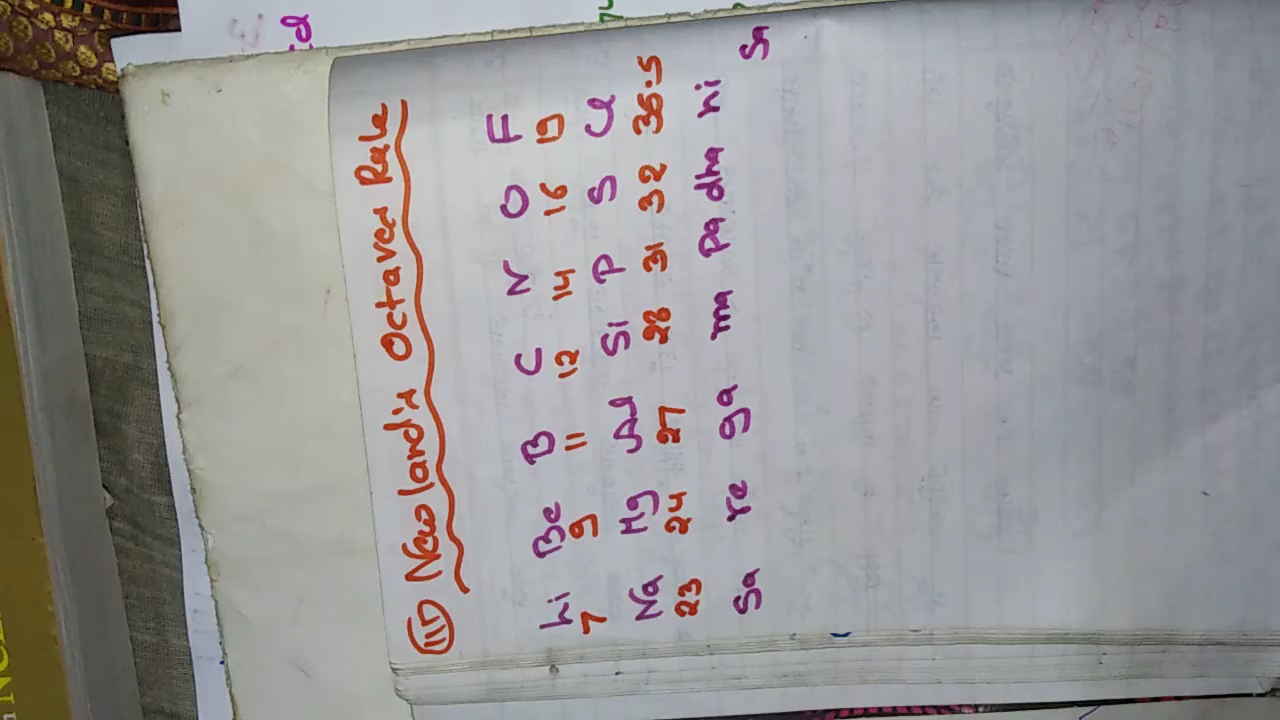 (III) Newland's Octaves Rule
Li Be B C N O F
7 9 11 12 14 16 19
Na Mg Al Si P S Cl
23 24 27 28 31 32 35.5
Sa re ga ma pa dha ni Sa